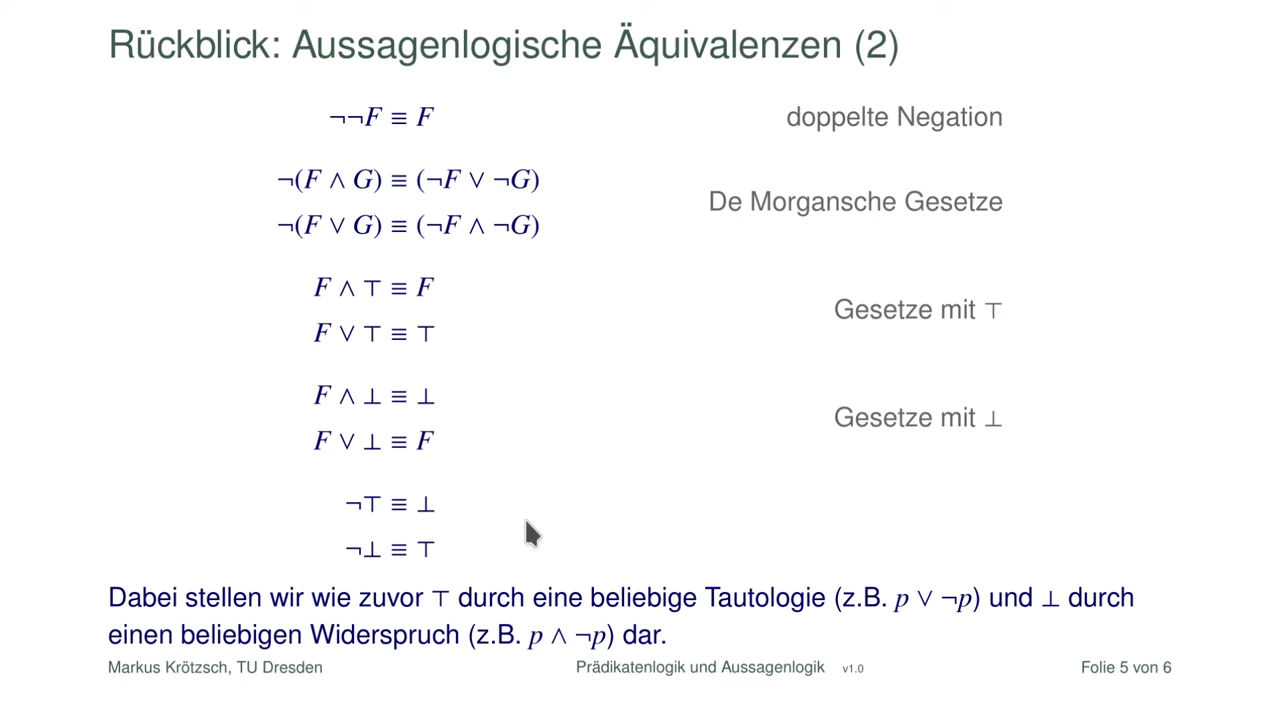 Rückblick: Aussagenlogische Äquivalenzen (2)
¬¬F ≡ F doppelte Negation
¬(F ∧ G) ≡ (¬F ∨ ¬G)
De Morgansche Gesetze
¬(F ∨ G) ≡ (¬F ∧ ¬G)
F ∧ ⊤ ≡ F
Gesetze mit ⊤
F ∨ ⊤ ≡ ⊤
F ∧ ⊥ ≡ ⊥
Gesetze mit ⊥
F ∨ ⊥ ≡ F
¬⊤ ≡ ⊥
¬⊥ ≡ ⊤
Dabei stellen wir wie zuvor ⊤ durch eine beliebige Tautologie (z.B. p ∨ ¬p) und ⊥ durch
einen beliebigen Widerspruch (z.B. p ∧ ¬p) dar.
Markus Krötzsch, TU Dresden Prädikatenlogik und Aussagenlogik v1.0 Folie 5 von 6